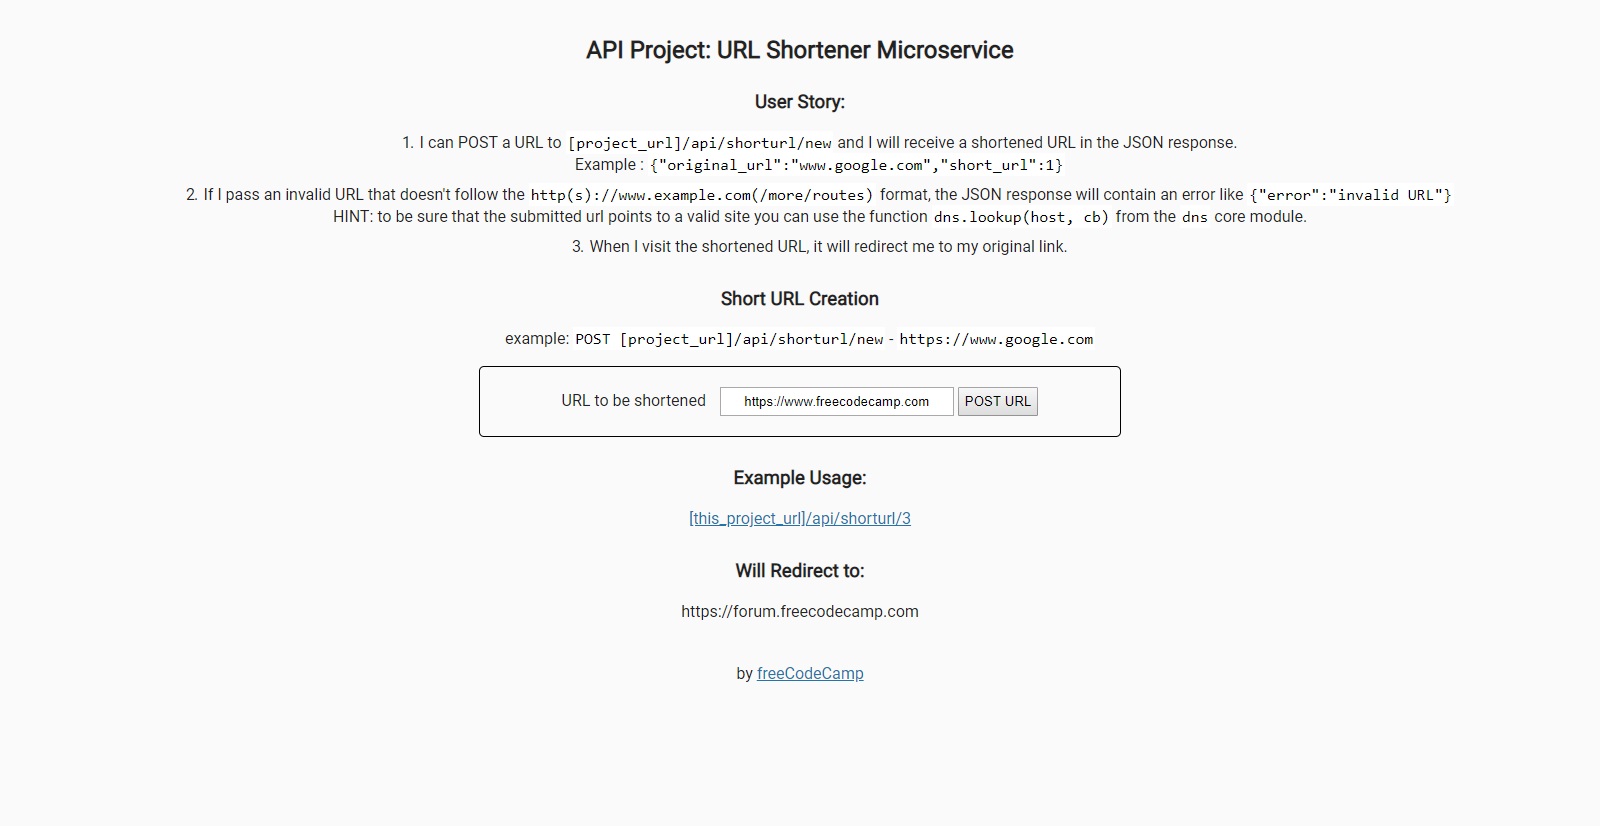 API Project: URL Shortener Microservice
User Story:
1. I can POST a URL to [project_url]/api/shorturl/new and I will receive a shortened URL in the JSON response.
Example : {"original_url":"www.google.com","short_url":1}
2. If I pass an invalid URL that doesn't follow the http(s)://www.example.com(/more/routes) format, the JSON response will contain an error like {"error":"invalid URL"}
HINT: to be sure that the submitted url points to a valid site you can use the function dns.lookup(host, cb) from the dns core module.
3. When I visit the shortened URL, it will redirect me to my original link.
Short URL Creation
example: POST [project_url]/api/shorturl/new - https://www.google.com
URL to be shortened https://www.freecodecamp.com POST URL
Example Usage:
[this_project_url]/api/shorturl/3
Will Redirect to:
https://forum.freecodecamp.com
by freeCodeCamp